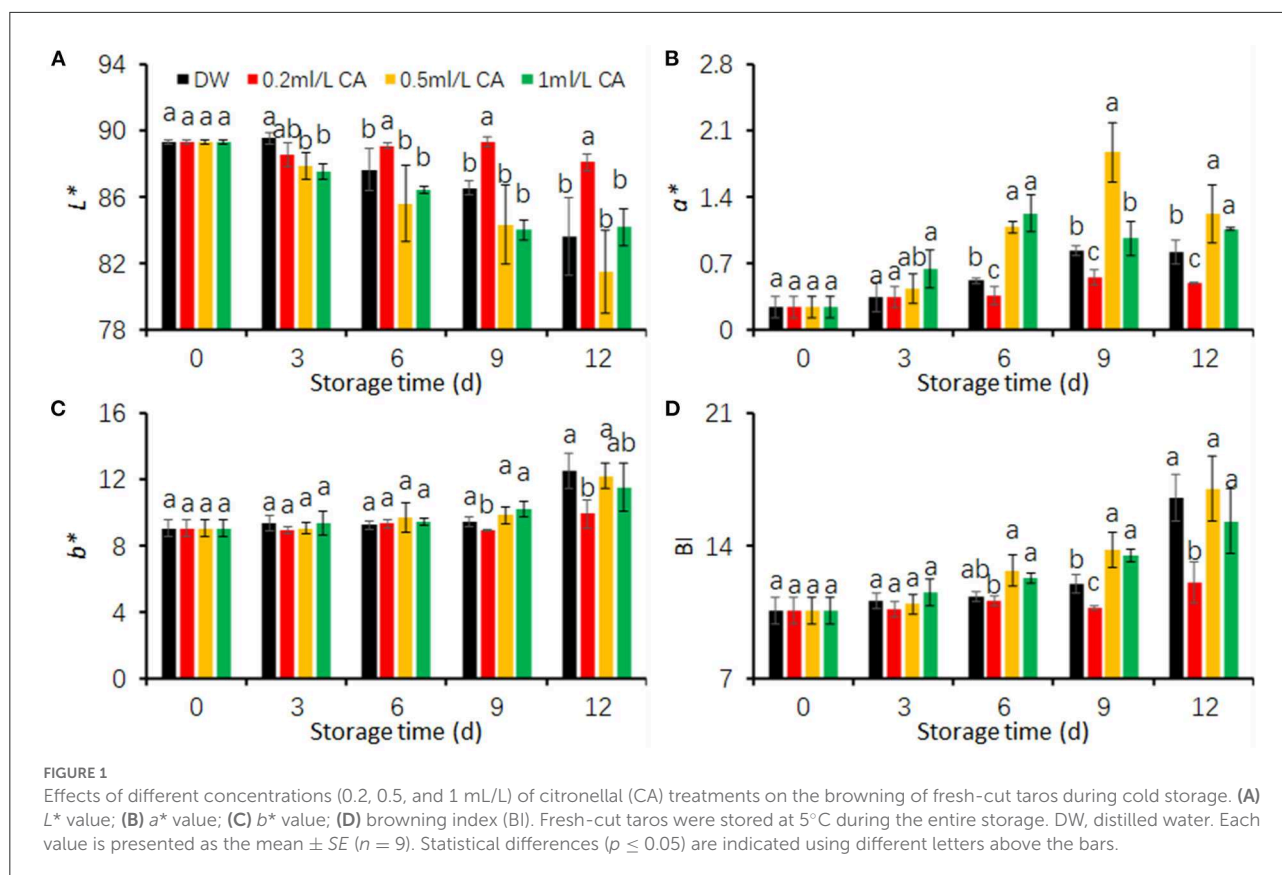 A
94
90
86
82
78
L*
DW 0.2ml/L CA 0.5ml/L CA 1ml/L CA
a a a a
a ab b b
b a b b
b a b b
b a b b
0 3 6 9 12
Storage time (d)
B
2.8
2.1
1.4
0.7
0
a*
a a a a
a a ab a
b c a a
b c a b
b c a a
0 3 6 9 12
Storage time (d)
C
16
12
8
4
0
b*
a a a a
a a a a
a a a a
a b a a
a b a ab
0 3 6 9 12
Storage time (d)
D
21
14
7
BI
a a a a
a a a a
ab b a a
b c a a
a b a a
0 3 6 9 12
Storage time (d)
FIGURE 1
Effects of different concentrations (0.2, 0.5, and 1 mL/L) of citronellal (CA) treatments on the browning of fresh-cut taros during cold storage. (A)
L* value; (B) a* value; (C) b* value; (D) browning index (BI). Fresh-cut taros were stored at 5°C during the entire storage. DW, distilled water. Each
value is presented as the mean ± SE (n = 9). Statistical differences (p ≤ 0.05) are indicated using different letters above the bars.